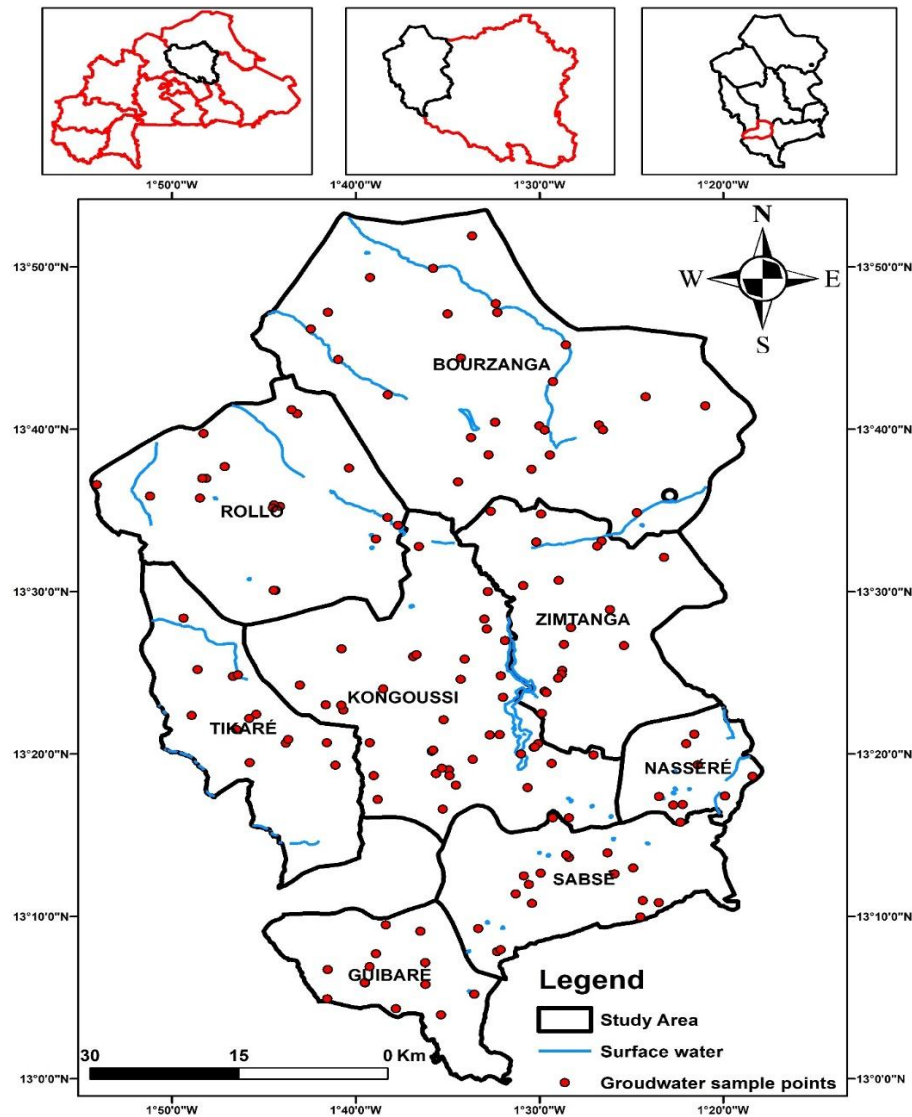 1°50'0"W 1°40'0"W 1°30'0"W 1°20'0"W
N
W E
S
13°50'0"N 13°50'0"N
BOURZANGA
13°40'0"N 13°40'0"N
ROLLO
13°30'0"N 13°30'0"N
ZIMTANGA
KONGOUSSI
TIKARÉ
13°20'0"N 13°20'0"N
NASSÉRÉ
SABSE
13°10'0"N 13°10'0"N
GUIBARÉ
Legend
Study Area
Surface water
Groudwater sample points
30 15 0 Km
13°0'0"N 13°0'0"N
1°50'0"W 1°40'0"W 1°30'0"W 1°20'0"W